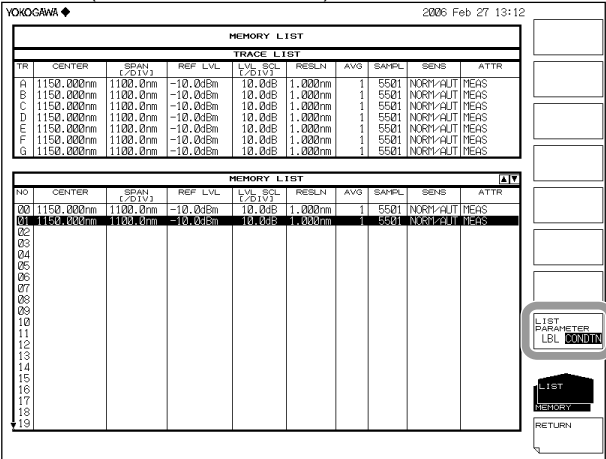 YOKOGAWA ◆ 2006 Feb 27 13:12
MEMORY LIST
TRACE LIST
TR CENTER SPAN [/DIV] REF LVL LVL SCL [/DIV] RESLN AVG SAMPL SENS ATTR
A 1150.000nm 1100.0nm -10.0dBm 10.0dB 1.000nm 1 5501 NORM/AUT MEAS
B 1150.000nm 1100.0nm -10.0dBm 10.0dB 1.000nm 1 5501 NORM/AUT MEAS
C 1150.000nm 1100.0nm -10.0dBm 10.0dB 1.000nm 1 5501 NORM/AUT MEAS
D 1150.000nm 1100.0nm -10.0dBm 10.0dB 1.000nm 1 5501 NORM/AUT MEAS
E 1150.000nm 1100.0nm -10.0dBm 10.0dB 1.000nm 1 5501 NORM/AUT MEAS
F 1150.000nm 1100.0nm -10.0dBm 10.0dB 1.000nm 1 5501 NORM/AUT MEAS
G 1150.000nm 1100.0nm -10.0dBm 10.0dB 1.000nm 1 5501 NORM/AUT MEAS
MEMORY LIST
NO CENTER SPAN [/DIV] REF LVL LVL SCL [/DIV] RESLN AVG SAMPL SENS ATTR
00 1150.000nm 1100.0nm -10.0dBm 10.0dB 1.000nm 1 5501 NORM/AUT MEAS
01 1150.000nm 1100.0nm -10.0dBm 10.0dB 1.000nm 1 5501 NORM/AUT MEAS
02
03
04
05
06
07
08
09
10
11
12
13
14
15
16
17
18
19
LIST
PARAMETER
LBL CONDTN
LIST
MEMORY
RETURN